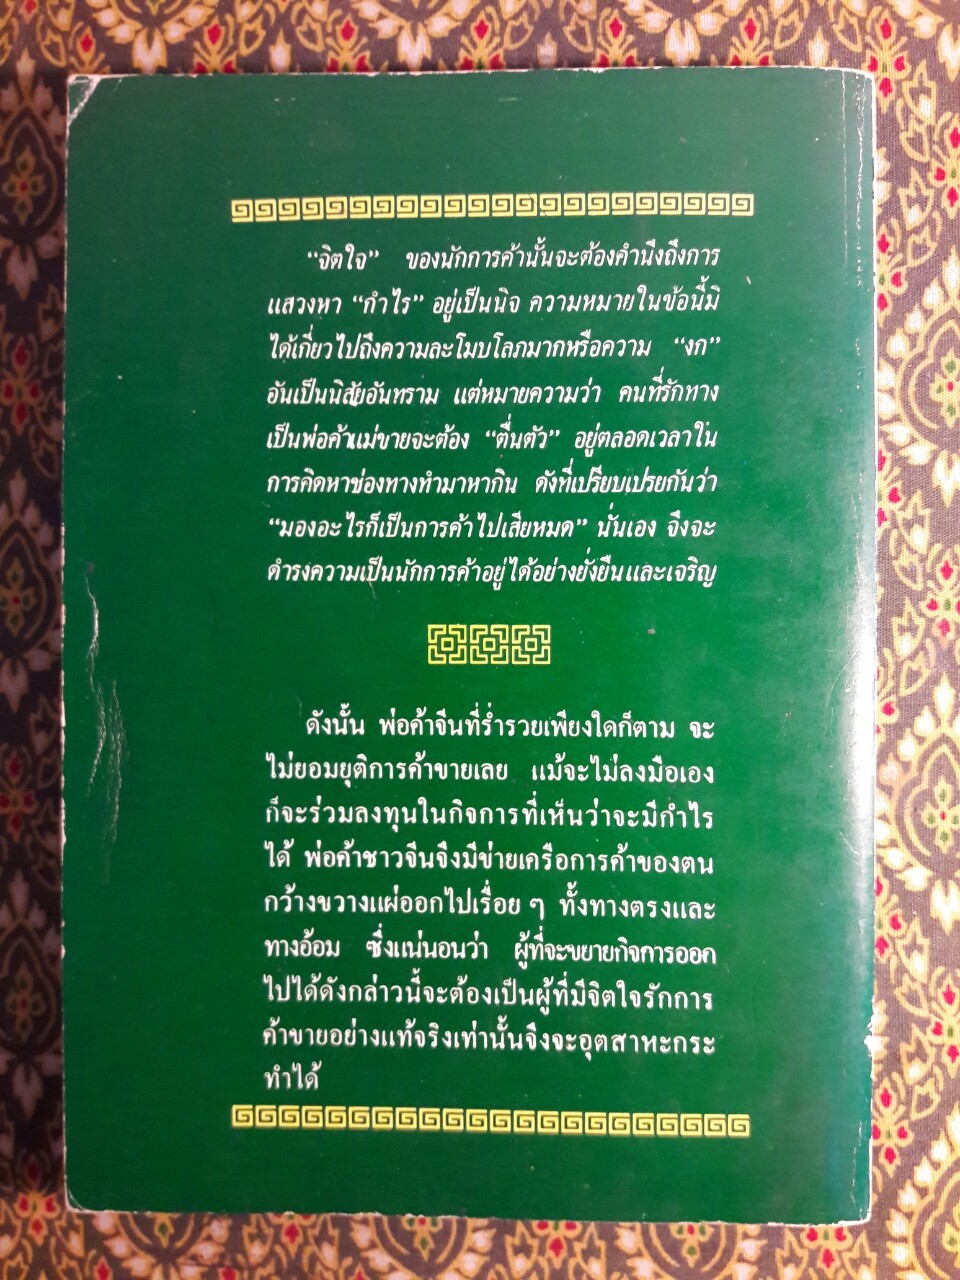 “จิตใจ” ของนักการค้านั้นจะต้องคำนึงถึงการ
แสวงหา “กำไร” อยู่เป็นนิจ ความหมายในข้อนี้มิ
ได้เกี่ยวไปถึงความละโมบโลภมากหรือความ “งก”
อันเป็นนิสัยอันทราม แต่หมายความว่า คนที่รักทาง
เป็นพ่อค้าแม่ขายจะต้อง “ตื่นตัว” อยู่ตลอดเวลาใน
การคิดหาช่องทางทำมาหากิน ดังที่เปรียบเปรยกันว่า
“มองอะไรก็เป็นการค้าไปเสียหมด” นั่นเอง จึงจะ
ดำรงความเป็นนักการค้าอยู่ได้อย่างยั่งยืนและเจริญ
ดังนั้น พ่อค้าจีนที่ร่ำรวยเพียงใดก็ตาม จะ
ไม่ยอมยุติการค้าขายเลย แม้จะไม่ลงมือเอง
ก็จะร่วมลงทุนในกิจการที่เห็นว่าจะมีกำไร
ได้ พ่อค้าชาวจีนจึงมีข่ายเครือการค้าของตน
กว้างขวางแผ่ออกไปเรื่อย ๆ ทั้งทางตรงและ
ทางอ้อม ซึ่งแน่นอนว่า ผู้ที่จะขยายกิจการออก
ไปได้ดังกล่าวนี้จะต้องเป็นผู้ที่มีจิตใจรักการ
ค้าขายอย่างแท้จริงเท่านั้นจึงจะอุตสาหะกระ
ทำได้